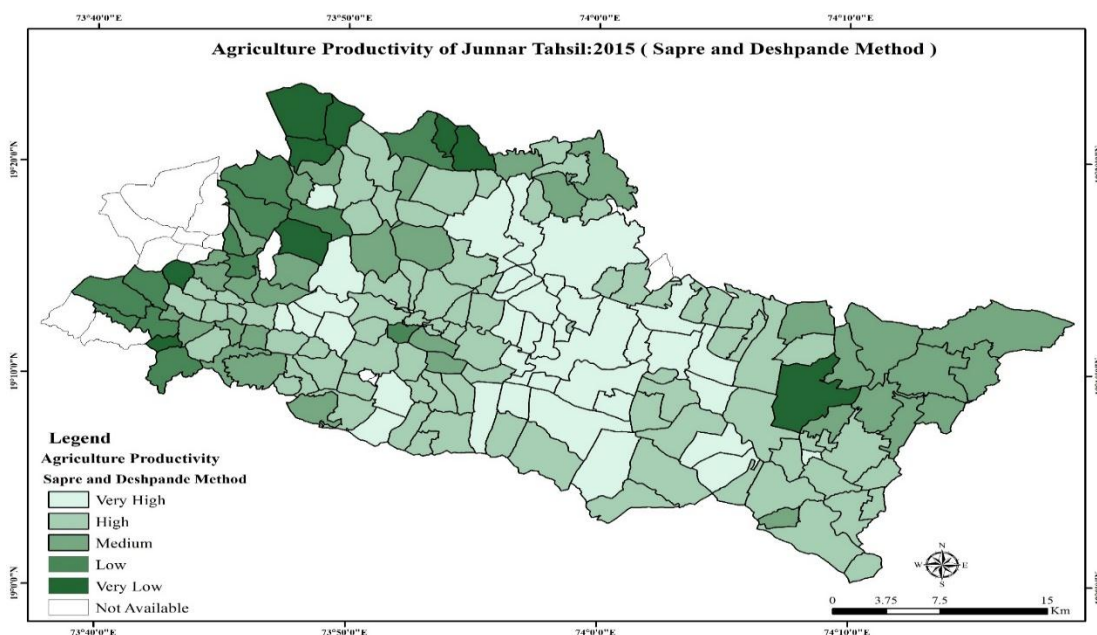 73°40'0"E 73°50'0"E 74°0'0"E 74°10'0"E
Agriculture Productivity of Junnar Tahsil:2015 ( Sapre and Deshpande Method )
19°20'0"N
19°10'0"N
19°0'0"N
Legend
Agriculture Productivity
Sapre and Deshpande Method
Very High
High
Medium
Low
Very Low
Not Available
N
W E
S
0 3.75 7.5 15
Km
73°40'0"E 73°50'0"E 74°0'0"E 74°10'0"E